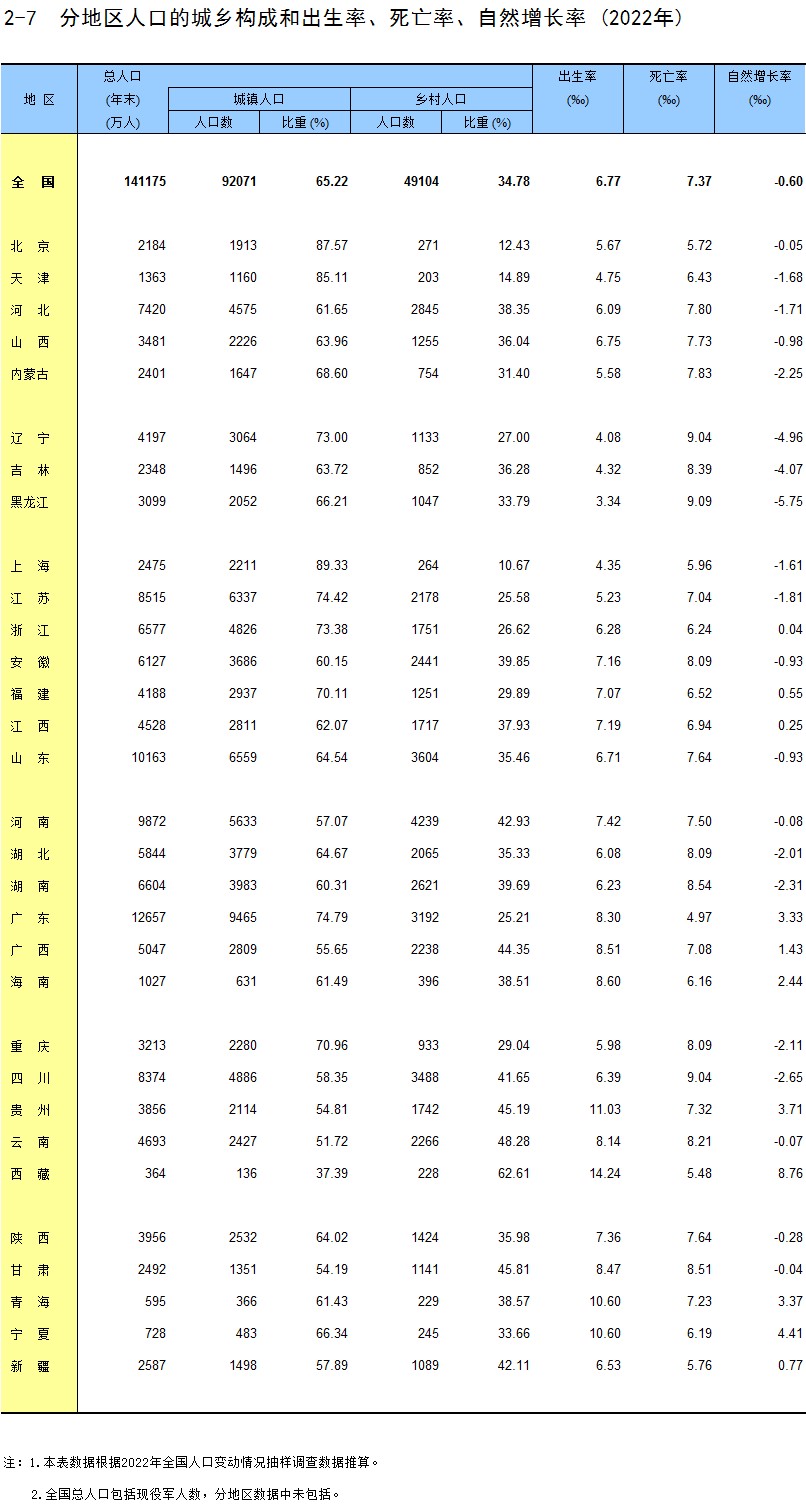 2-7 分地区人口的城乡构成和出生率、死亡率、自然增长率 (2022年)
地 区 总人口 (年末) (万人) 出生率 (‰) 死亡率 (‰) 自然增长率 (‰)
城镇人口 乡村人口
人口数 比重 (%) 人口数 比重 (%)
全 国 141175 92071 65.22 49104 34.78 6.77 7.37 -0.60
北 京 2184 1913 87.57 271 12.43 5.67 5.72 -0.05
天 津 1363 1160 85.11 203 14.89 4.75 6.43 -1.68
河 北 7420 4575 61.65 2845 38.35 6.09 7.80 -1.71
山 西 3481 2226 63.96 1255 36.04 6.75 7.73 -0.98
内蒙古 2401 1647 68.60 754 31.40 5.58 7.83 -2.25
辽 宁 4197 3064 73.00 1133 27.00 4.08 9.04 -4.96
吉 林 2348 1496 63.72 852 36.28 4.32 8.39 -4.07
黑龙江 3099 2052 66.21 1047 33.79 3.34 9.09 -5.75
上 海 2475 2211 89.33 264 10.67 4.35 5.96 -1.61
江 苏 8515 6337 74.42 2178 25.58 5.23 7.04 -1.81
浙 江 6577 4826 73.38 1751 26.62 6.28 6.24 0.04
安 徽 6127 3686 60.15 2441 39.85 7.16 8.09 -0.93
福 建 4188 2937 70.11 1251 29.89 7.07 6.52 0.55
江 西 4528 2811 62.07 1717 37.93 7.19 6.94 0.25
山 东 10163 6559 64.54 3604 35.46 6.71 7.64 -0.93
河 南 9872 5633 57.07 4239 42.93 7.42 7.50 -0.08
湖 北 5844 3779 64.67 2065 35.33 6.08 8.09 -2.01
湖 南 6604 3983 60.31 2621 39.69 6.23 8.54 -2.31
广 东 12657 9465 74.79 3192 25.21 8.30 4.97 3.33
广 西 5047 2809 55.65 2238 44.35 8.51 7.08 1.43
海 南 1027 631 61.49 396 38.51 8.60 6.16 2.44
重 庆 3213 2280 70.96 933 29.04 5.98 8.09 -2.11
四 川 8374 4886 58.35 3488 41.65 6.39 9.04 -2.65
贵 州 3856 2114 54.81 1742 45.19 11.03 7.32 3.71
云 南 4693 2427 51.72 2266 48.28 8.14 8.21 -0.07
西 藏 364 136 37.39 228 62.61 14.24 5.48 8.76
陕 西 3956 2532 64.02 1424 35.98 7.36 7.64 -0.28
甘 肃 2492 1351 54.19 1141 45.81 8.47 8.51 -0.04
青 海 595 366 61.43 229 38.57 10.60 7.23 3.37
宁 夏 728 483 66.34 245 33.66 10.60 6.19 4.41
新 疆 2587 1498 57.89 1089 42.11 6.53 5.76 0.77
注: 1.本表数据根据2022年全国人口变动情况抽样调查数据推算。
2.全国总人口包括现役军人数，分地区数据中未包括。